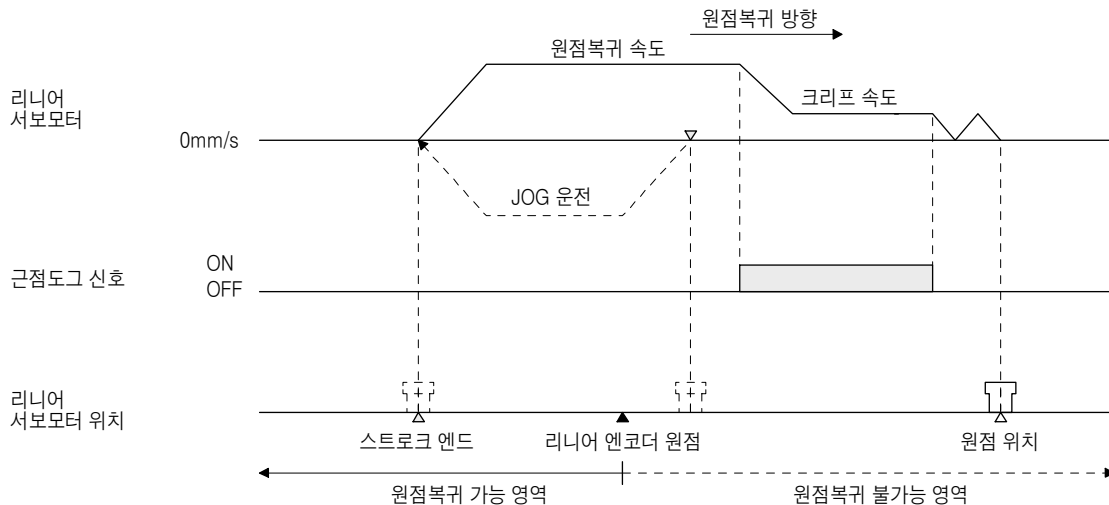 원점복귀 방향
원점복귀 속도
크리프 속도
리니어
서보모터
0mm/s
JOG 운전
근점도그 신호
ON
OFF
리니어
서보모터 위치
스트로크 엔드
리니어 엔코더 원점
원점 위치
원점복귀 가능 영역
원점복귀 불가능 영역